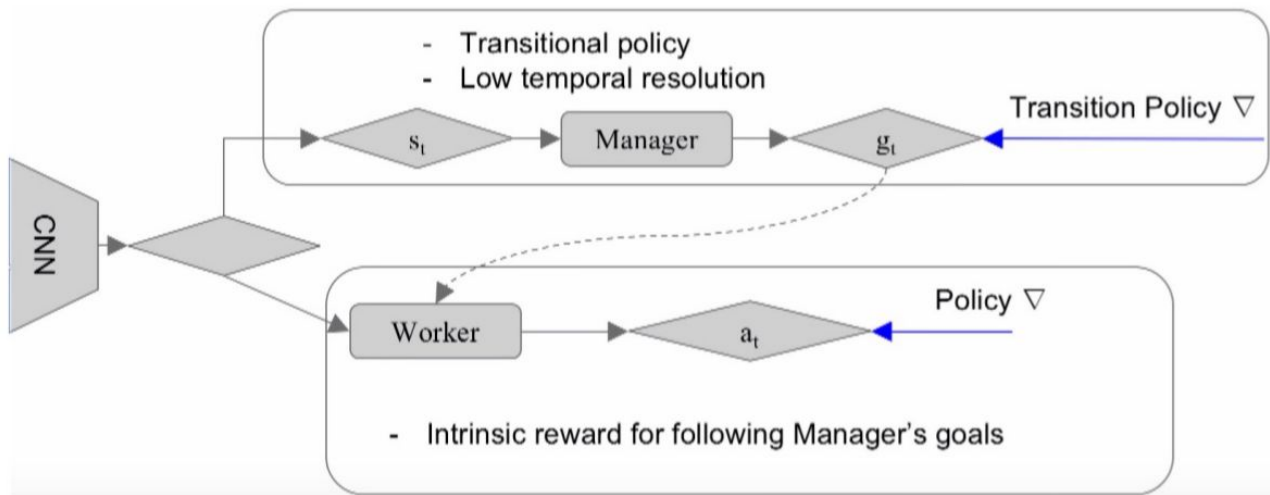 - Transitional policy
- Low temporal resolution
Transition Policy ▽
sₜ
Manager
gₜ
CNN
Policy ▽
Worker
aₜ
- Intrinsic reward for following Manager's goals